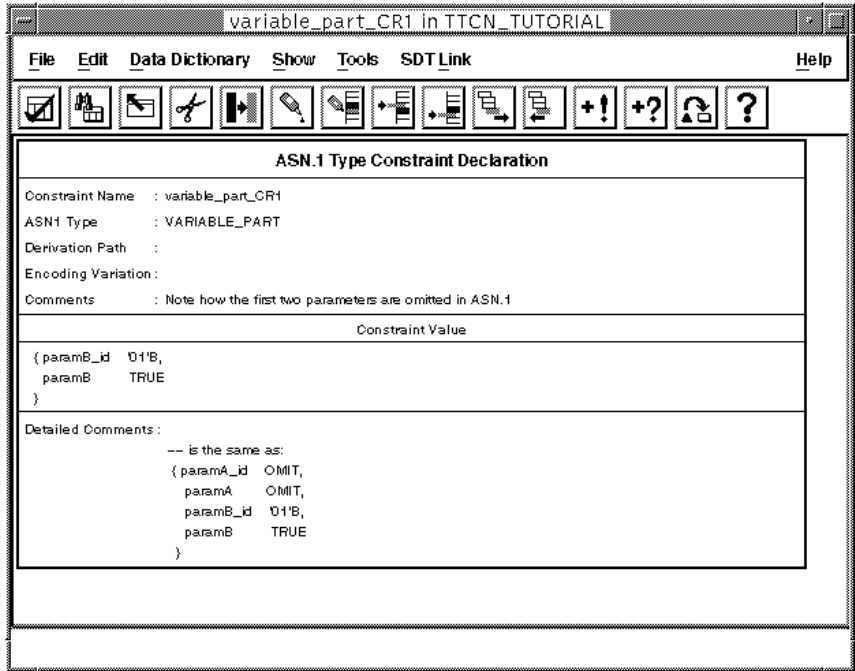 variable_part_CR1 in TTCN_TUTORIAL
File Edit Data Dictionary Show Tools SDT Link Help
+! +? ?
ASN.1 Type Constraint Declaration
Constraint Name : variable_part_CR1
ASN1 Type : VARIABLE_PART
Derivation Path :
Encoding Variation :
Comments : Note how the first two parameters are omitted in ASN.1
Constraint Value
{ paramB_id '01'B,
paramB TRUE
}
Detailed Comments :
-- is the same as:
{ paramA_id OMIT,
paramA OMIT,
paramB_id '01'B,
paramB TRUE
}